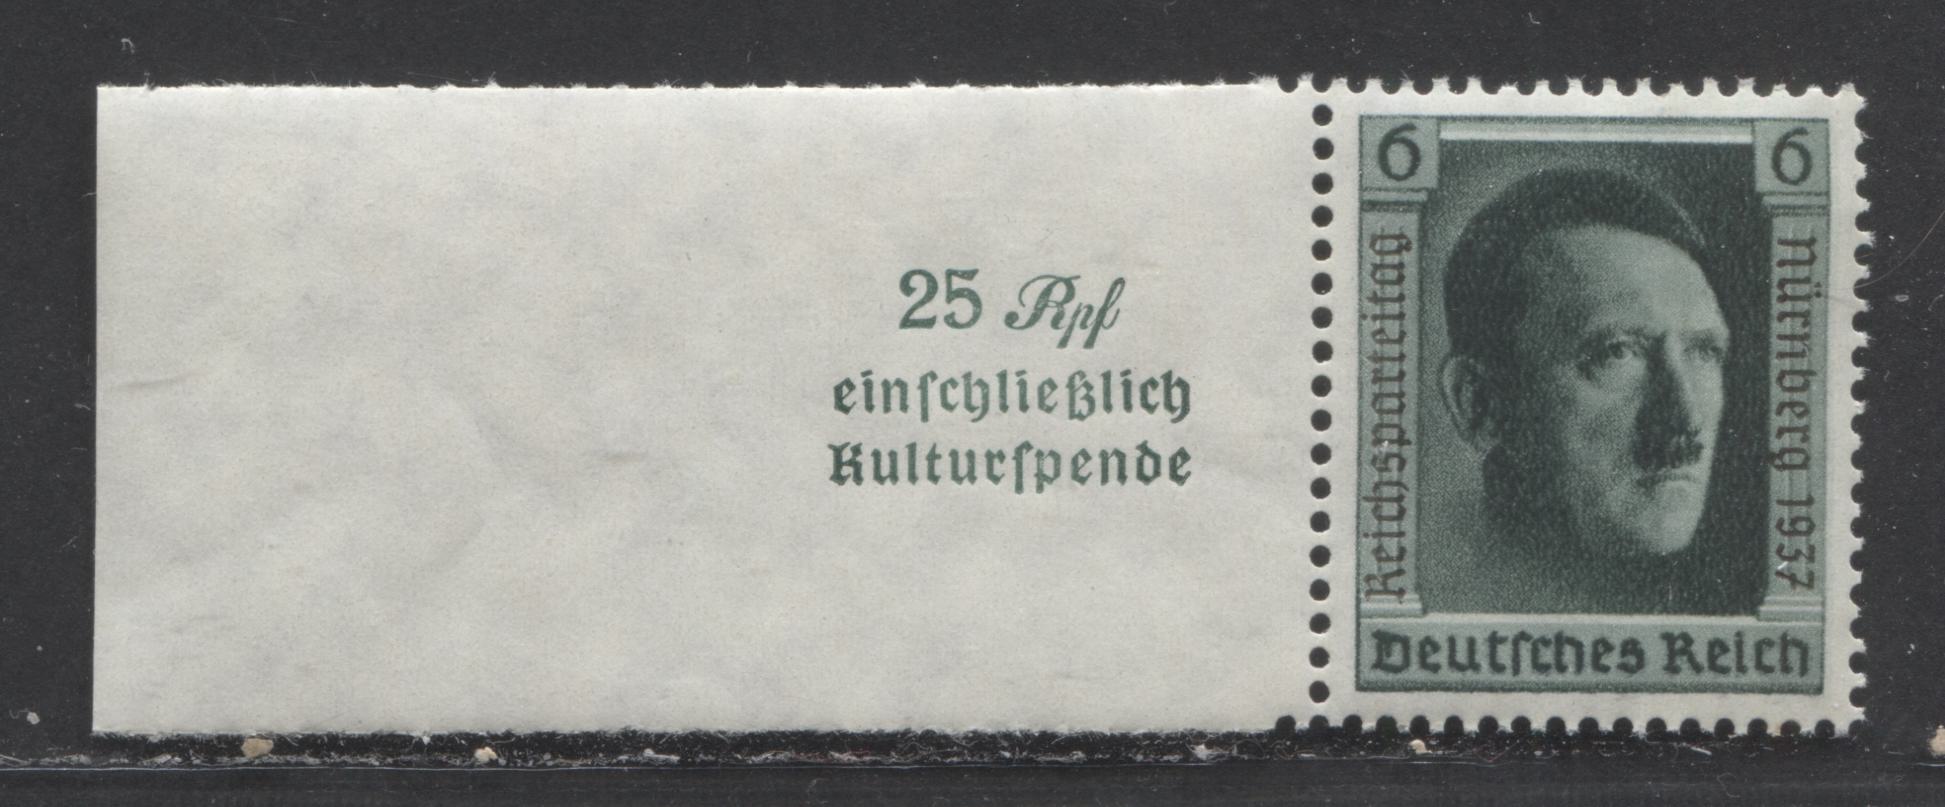 25 Rpf
einſchließlich
Kulturſpende
6 6
Reichsparteitag
Nürnberg 1937
Deutſches Reich